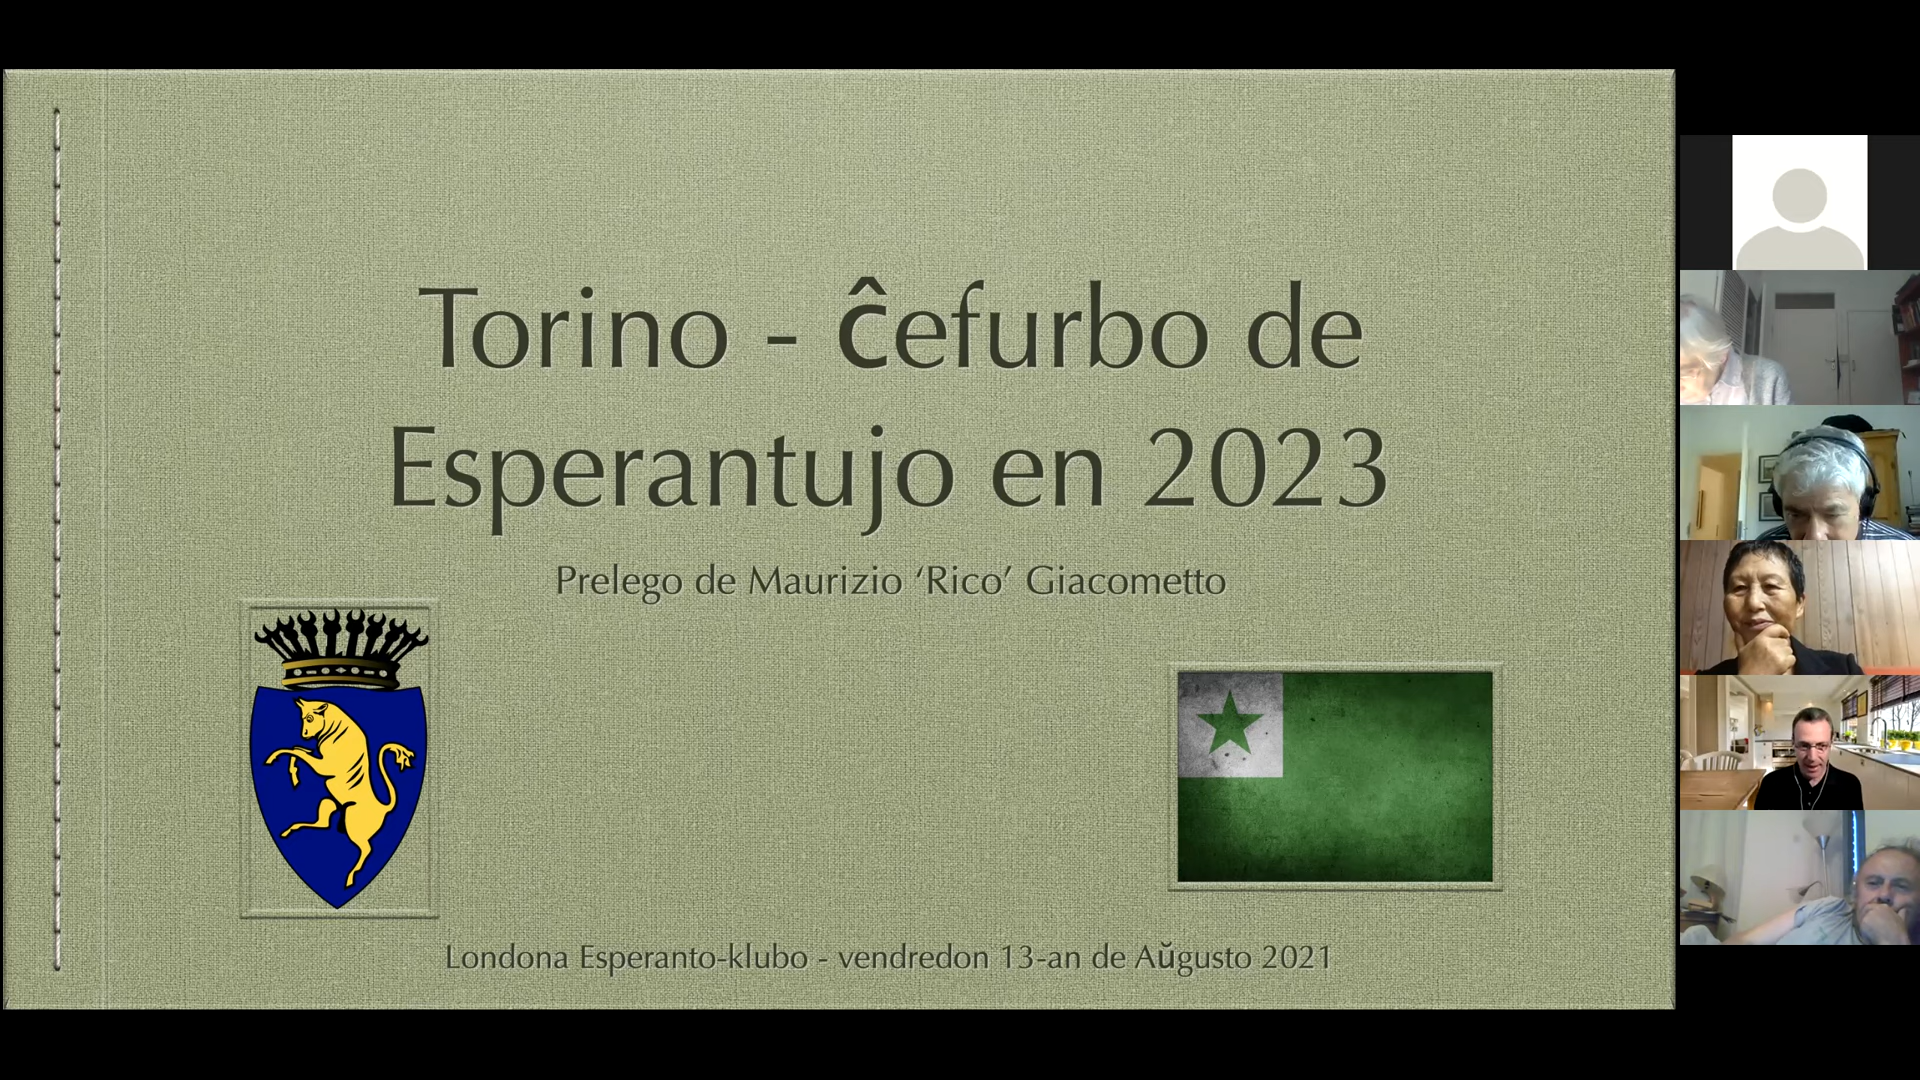 Torino - ĉefurbo de
Esperantujo en 2023
Prelego de Maurizio ‘Rico’ Giacometto
Londona Esperanto-klubo - vendredon 13-an de Aŭgusto 2021